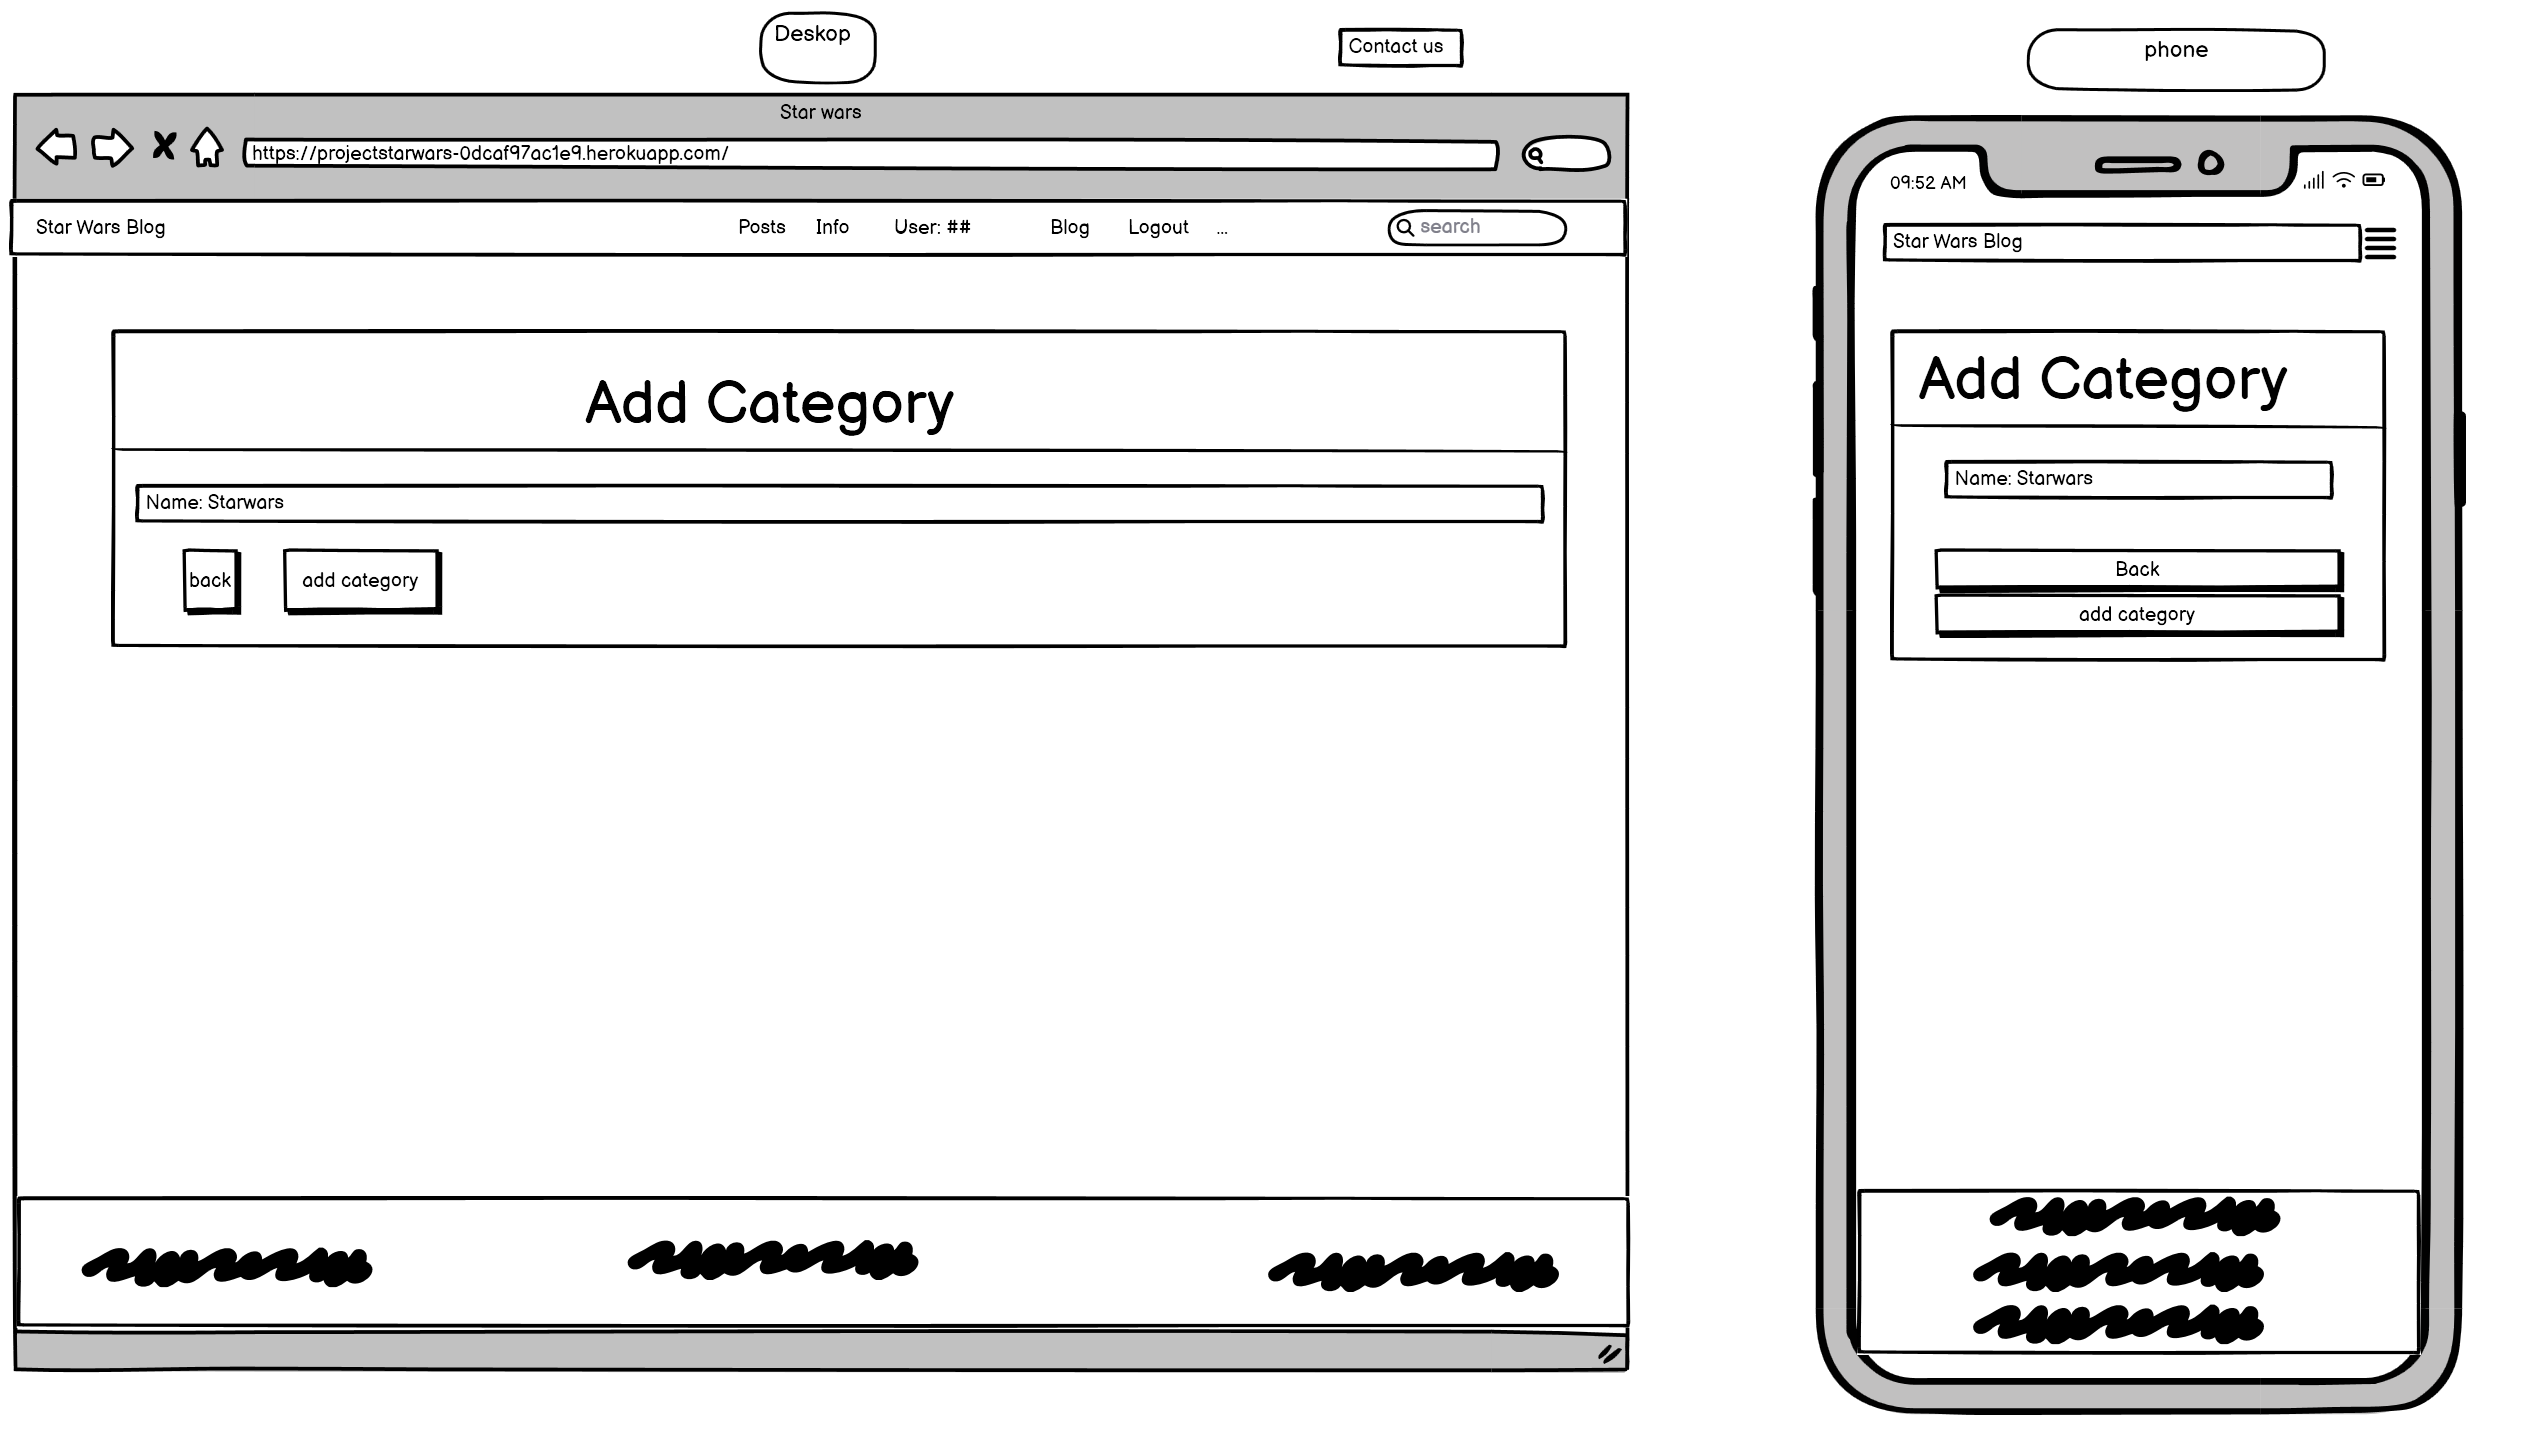 Deskop
Contact us
Star wars
https://projectstarwars-0dcaf97ac1e9.herokuapp.com/
Star Wars Blog Posts Info User: ## Blog Logout ... search
Add Category
Name: Starwars
back add category
phone
09:52 AM
Star Wars Blog
Add Category
Name: Starwars
Back
add category